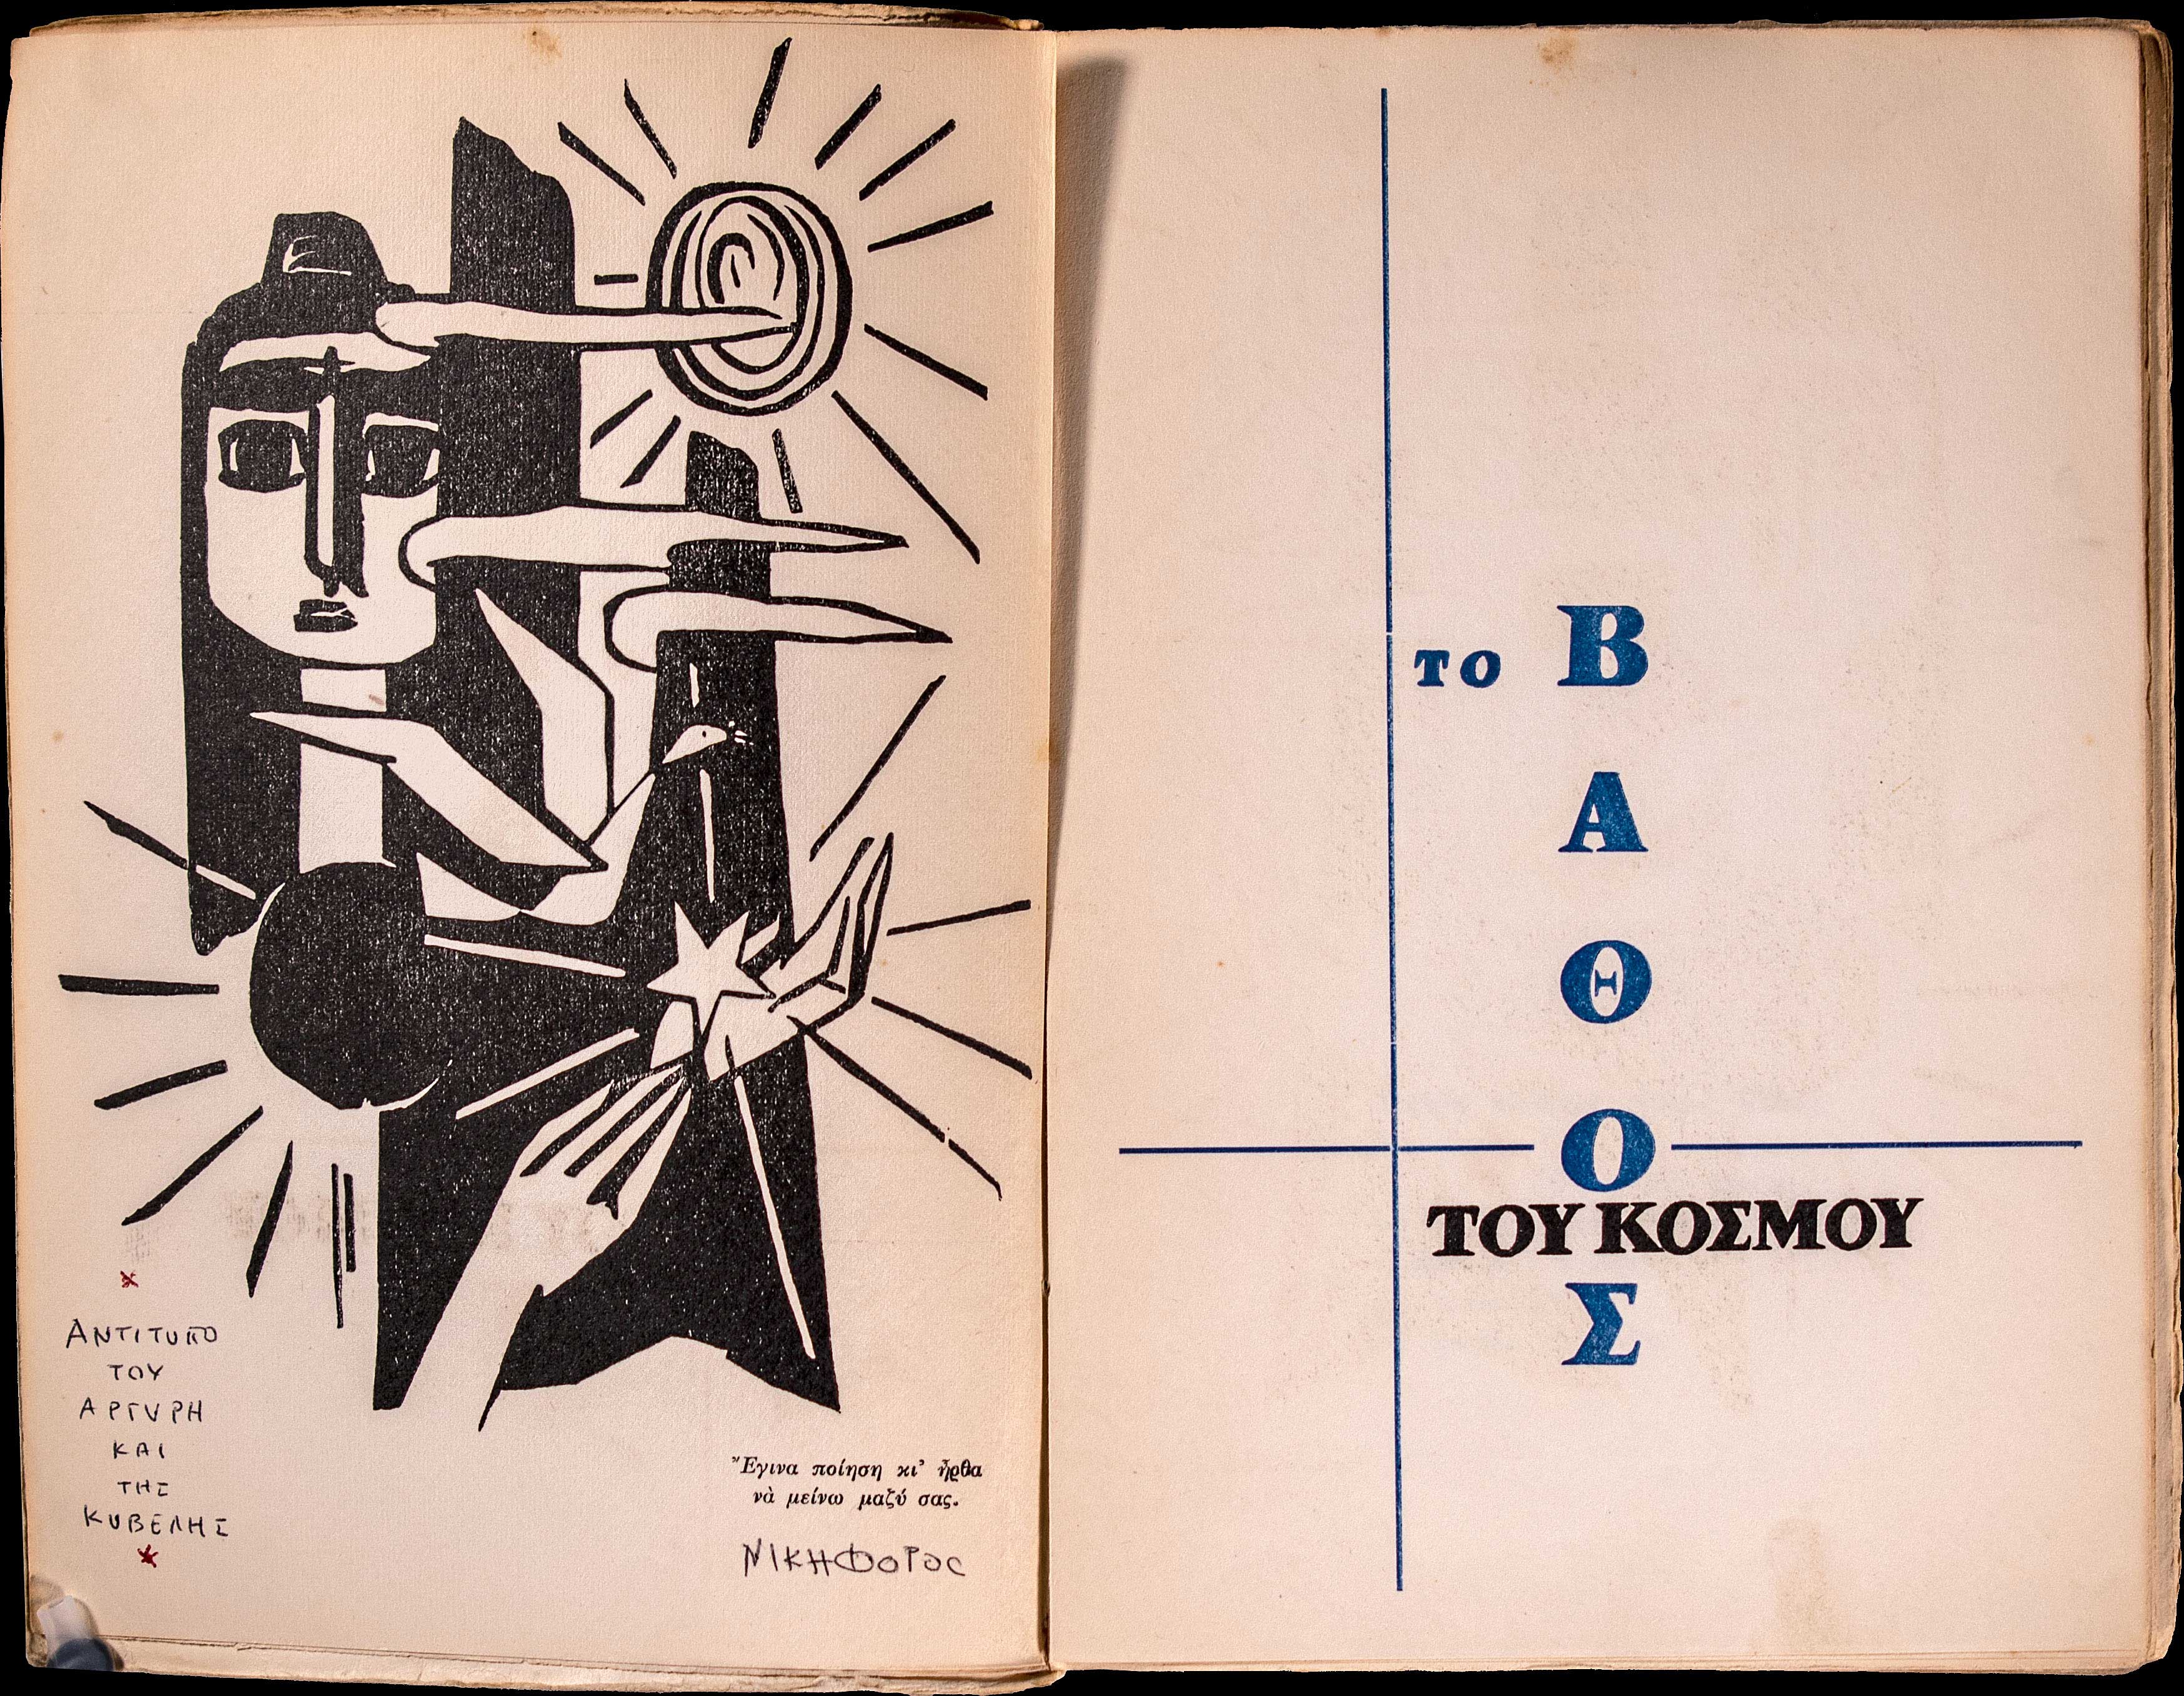 ΑΝΤΙΤΥΠΟ
ΤΟΥ
ΑΡΓΥΡΗ
ΚΑΙ
ΤΗΣ
ΚΥΒΕΛΗΣ
Ἔγινα ποίηση κι’ ἦρθα
νὰ μείνω μαζύ σας.
ΝΙΚΗΦΟΡΟΣ
ΤΟ ΒΑΘΟΣ
ΤΟΥ ΚΟΣΜΟΥ